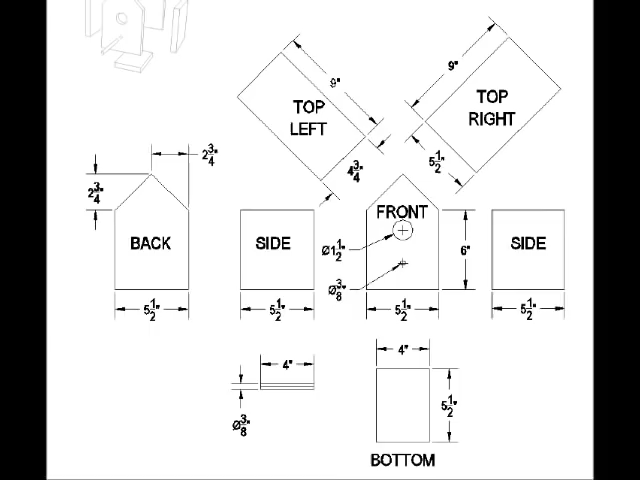 9"
9"
TOP
LEFT
TOP
RIGHT
2 3/4"
4 3/4"
5 1/2"
2 3/4"
FRONT
BACK
SIDE
SIDE
Ø1 1/2"
6"
Ø3/8"
5 1/2"
5 1/2"
5 1/2"
5 1/2"
4"
4"
Ø3/8"
5 1/2"
BOTTOM